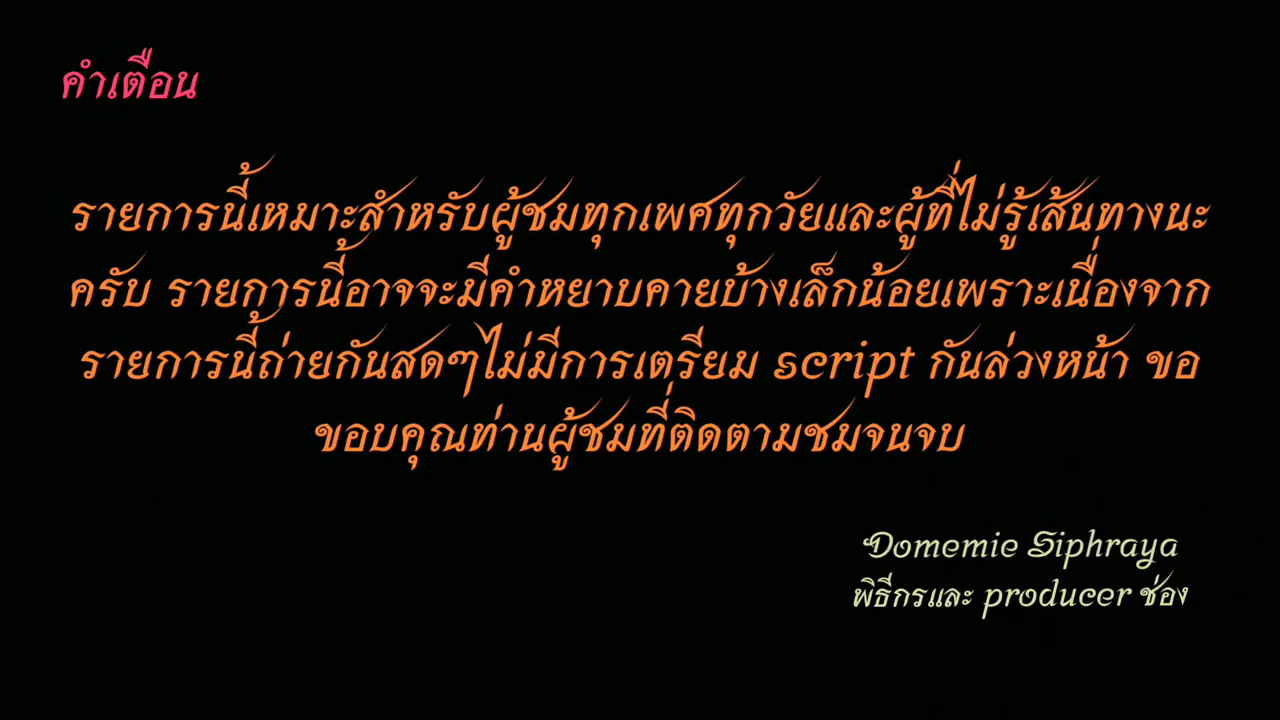 คำเตือน
รายการนี้เหมาะสำหรับผู้ชมทุกเพศทุกวัยและผู้ที่ไม่รู้เส้นทางนะ
ครับ รายการนี้อาจจะมีคำหยาบคายบ้างเล็กน้อยเพราะเนื่องจาก
รายการนี้ถ่ายกันสดๆไม่มีการเตรียม script กันล่วงหน้า ขอ
ขอบคุณท่านผู้ชมที่ติดตามชมจนจบ
Domemie Siphraya
พิธีกรและ producer ช่อง